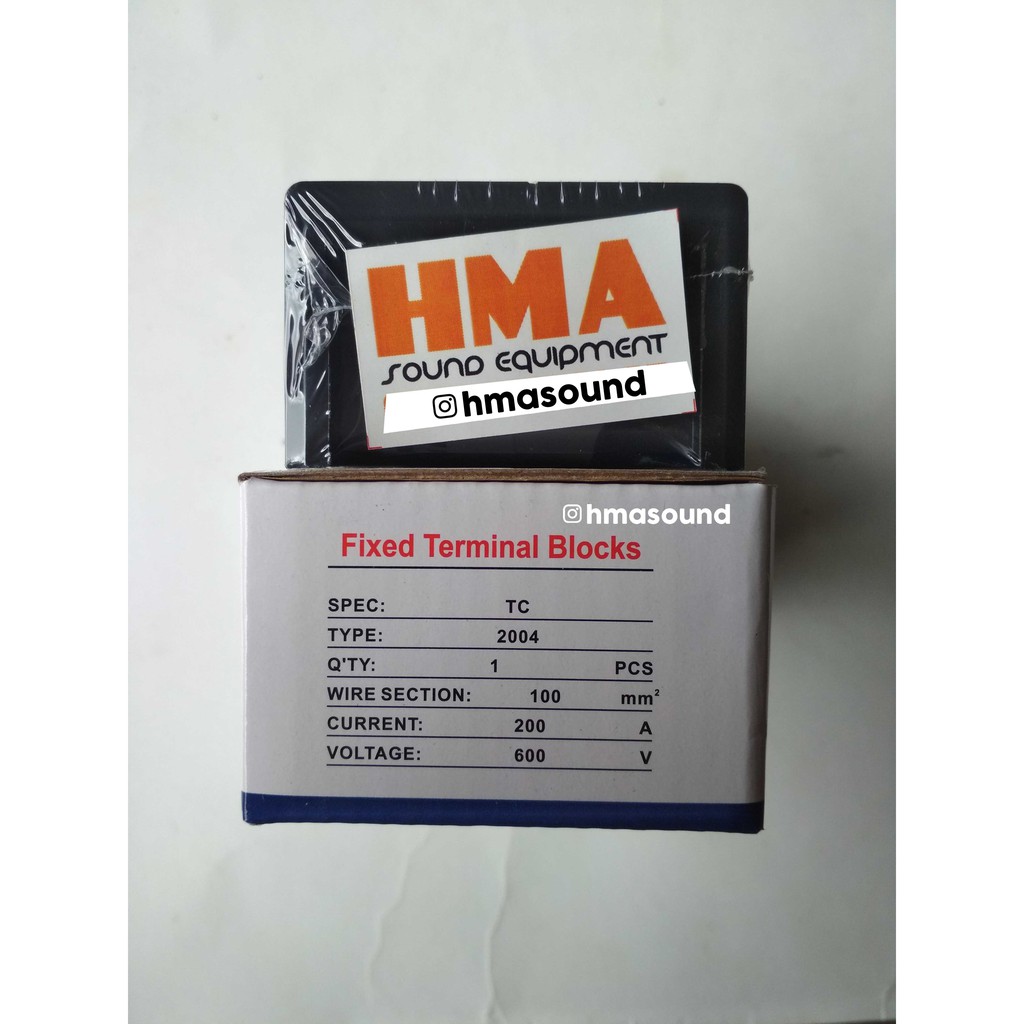 HMA
SOUND EQUIPMENT
@hmasound
@hmasound
Fixed Terminal Blocks
SPEC: TC
TYPE: 2004
Q'TY: 1 PCS
WIRE SECTION: 100 mm²
CURRENT: 200 A
VOLTAGE: 600 V